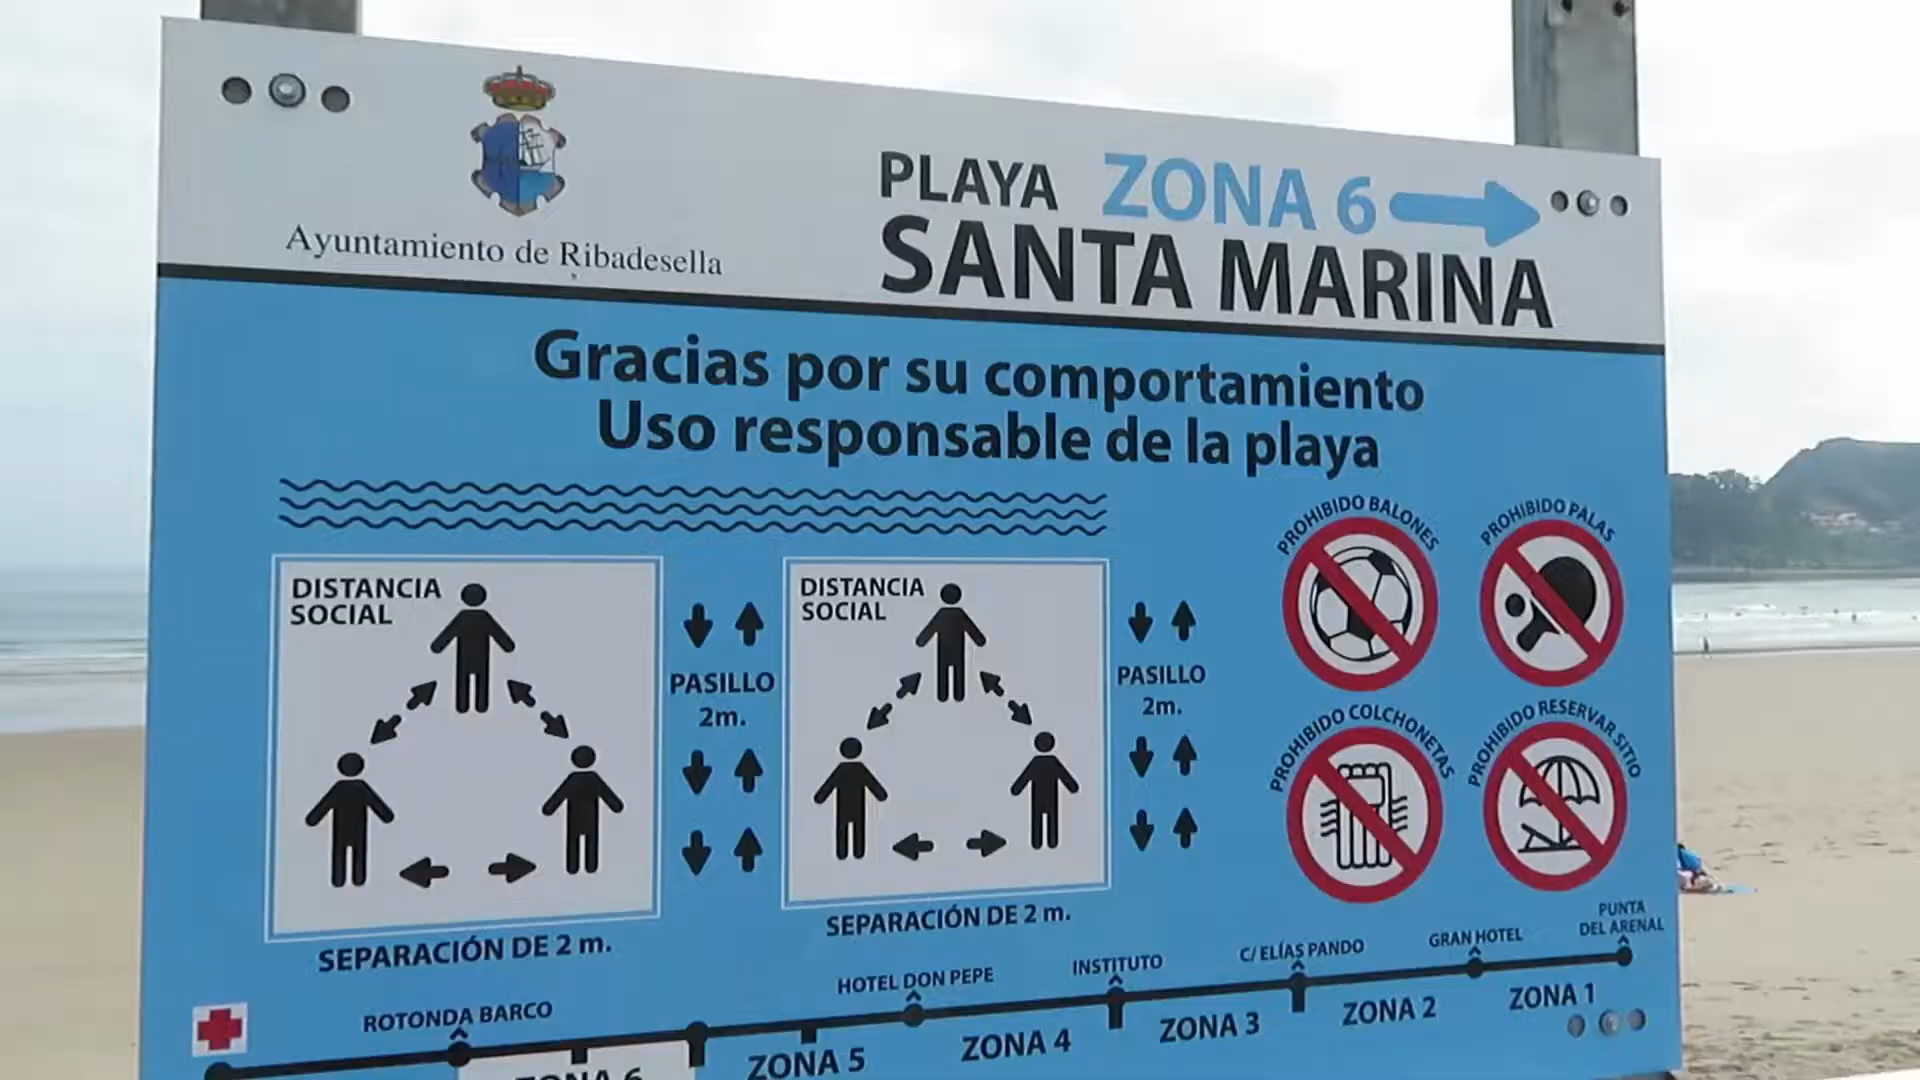 Ayuntamiento de Ribadesella
PLAYA ZONA 6
SANTA MARINA
Gracias por su comportamiento
Uso responsable de la playa
DISTANCIA
SOCIAL
SEPARACIÓN DE 2 m.
PASILLO
2m.
DISTANCIA
SOCIAL
SEPARACIÓN DE 2 m.
PASILLO
2m.
PROHIBIDO BALONES
PROHIBIDO PALAS
PROHIBIDO COLCHONETAS
PROHIBIDO RESERVAR SITIO
ROTONDA BARCO
HOTEL DON PEPE
INSTITUTO
C/ ELÍAS PANDO
GRAN HOTEL
PUNTA
DEL ARENAL
ZONA 6
ZONA 5
ZONA 4
ZONA 3
ZONA 2
ZONA 1